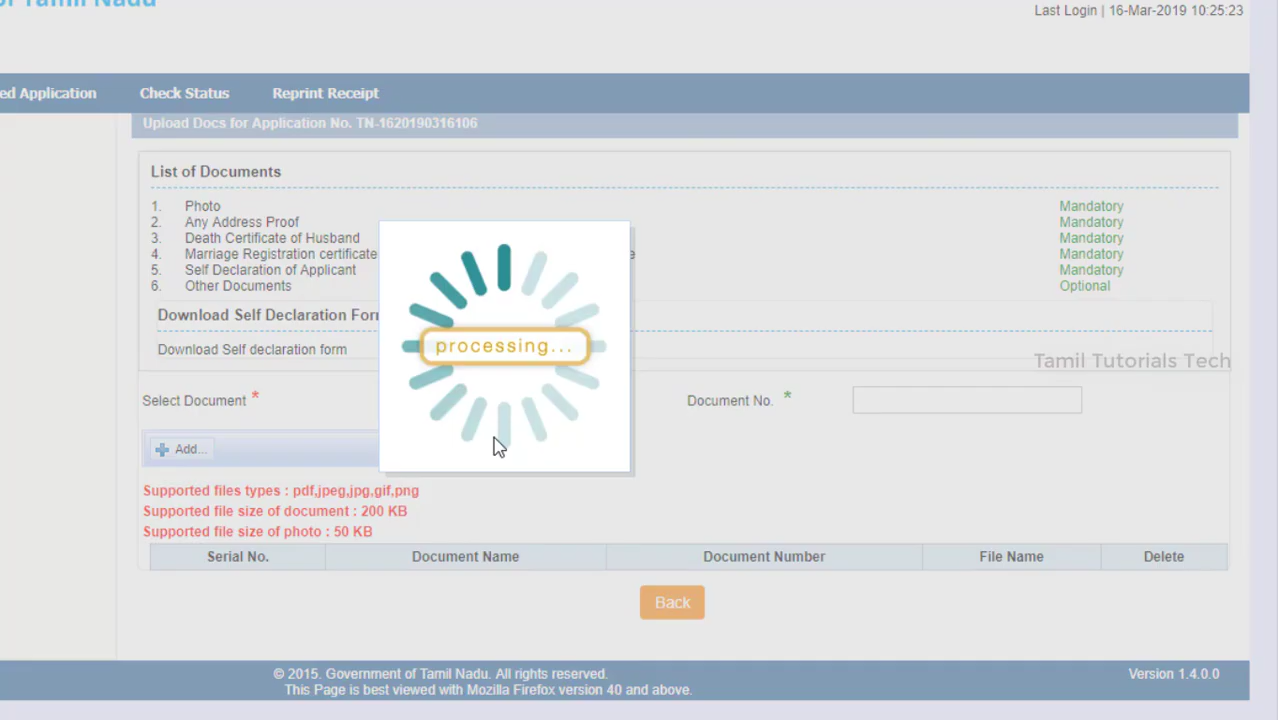 of Tamil Nadu
Last Login | 16-Mar-2019 10:25:23
ed Application Check Status Reprint Receipt
Upload Docs for Application No. TN-1620190316106
List of Documents
1. Photo Mandatory
2. Any Address Proof Mandatory
3. Death Certificate of Husband Mandatory
4. Marriage Registration certificate e Mandatory
5. Self Declaration of Applicant Mandatory
6. Other Documents Optional
Download Self Declaration For
Download Self declaration form
Tamil Tutorials Tech
processing...
Select Document * Document No. *
Add...
Supported files types : pdf,jpeg,jpg,gif,png
Supported file size of document : 200 KB
Supported file size of photo : 50 KB
Serial No. Document Name Document Number File Name Delete
Back
© 2015. Government of Tamil Nadu. All rights reserved. Version 1.4.0.0
This Page is best viewed with Mozilla Firefox version 40 and above.